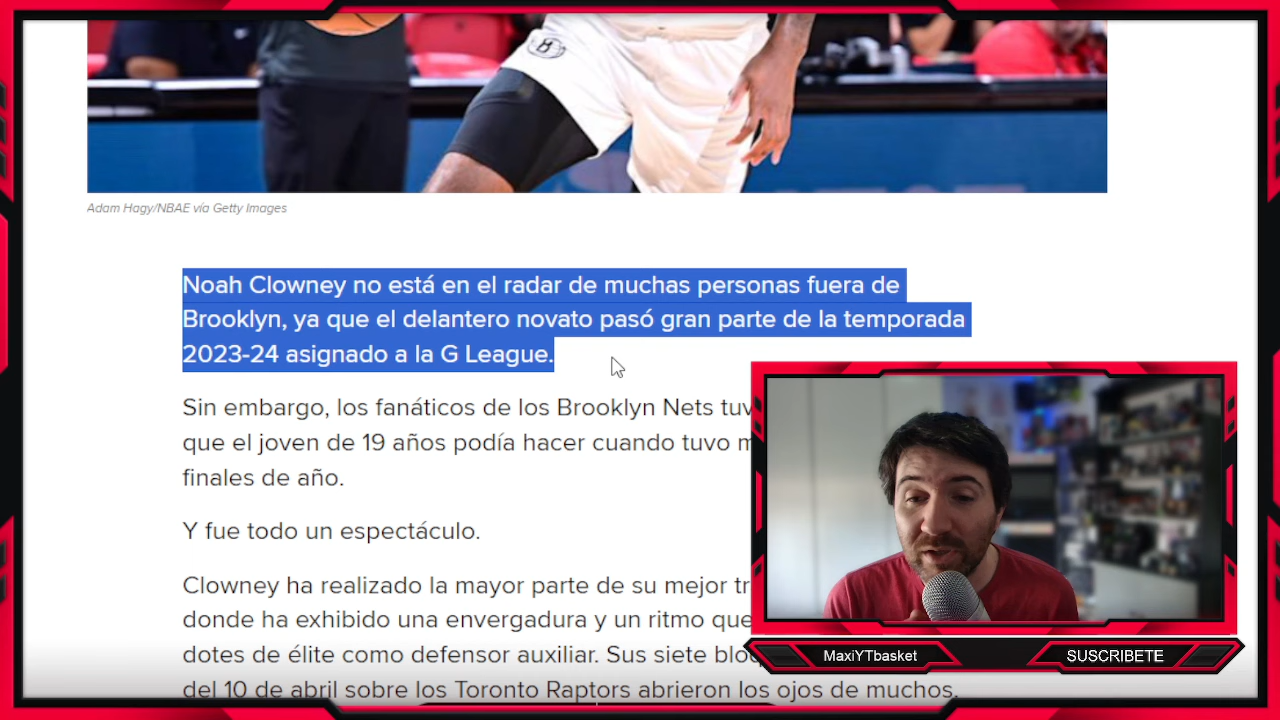 B
Adam Hagy/NBAE vía Getty Images
Noah Clowney no está en el radar de muchas personas fuera de
Brooklyn, ya que el delantero novato pasó gran parte de la temporada
2023-24 asignado a la G League.
Sin embargo, los fanáticos de los Brooklyn Nets
que el joven de 19 años podía hacer cuando tuvo
finales de año.
Y fue todo un espectáculo.
Clowney ha realizado la mayor parte de su mejor
donde ha exhibido una envergadura y un ritmo que
dotes de élite como defensor auxiliar. Sus siete
del 10 de abril sobre los Toronto Raptors abrieron los ojos de muchos.
MaxiYTbasket
SUSCRIBETE